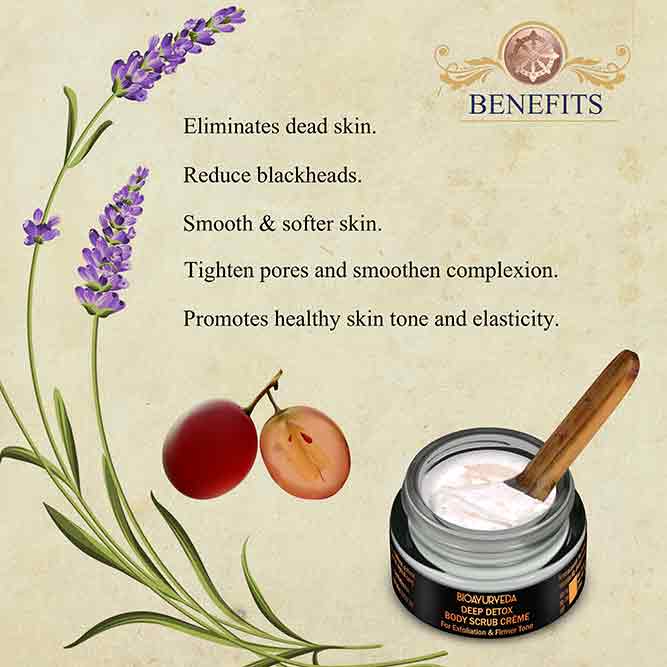 BENEFITS
Eliminates dead skin.
Reduce blackheads.
Smooth & softer skin.
Tighten pores and smoothen complexion.
Promotes healthy skin tone and elasticity.
BIOAYURVEDA
DEEP DETOX
BODY SCRUB CRÈME
For Exfoliation & Firmer Tone